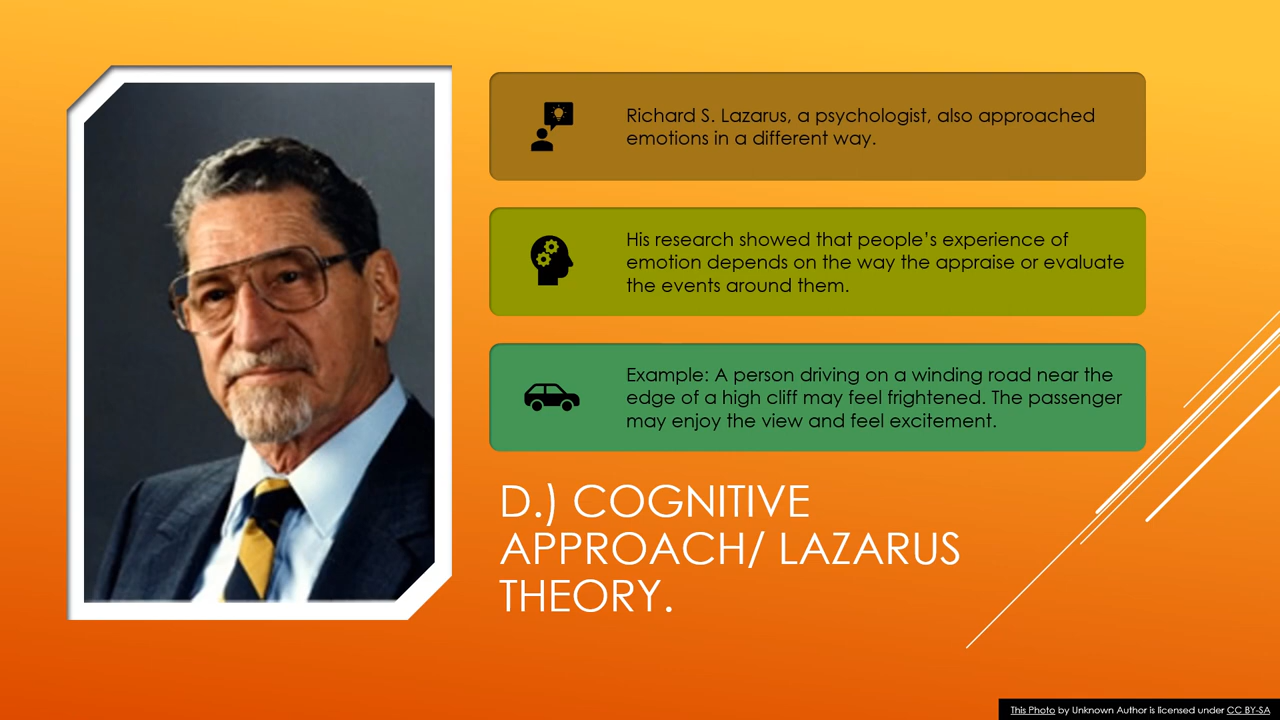 Richard S. Lazarus, a psychologist, also approached
emotions in a different way.
His research showed that people’s experience of
emotion depends on the way the appraise or evaluate
the events around them.
Example: A person driving on a winding road near the
edge of a high cliff may feel frightened. The passenger
may enjoy the view and feel excitement.
D.) COGNITIVE
APPROACH/ LAZARUS
THEORY.
This Photo by Unknown Author is licensed under CC BY-SA